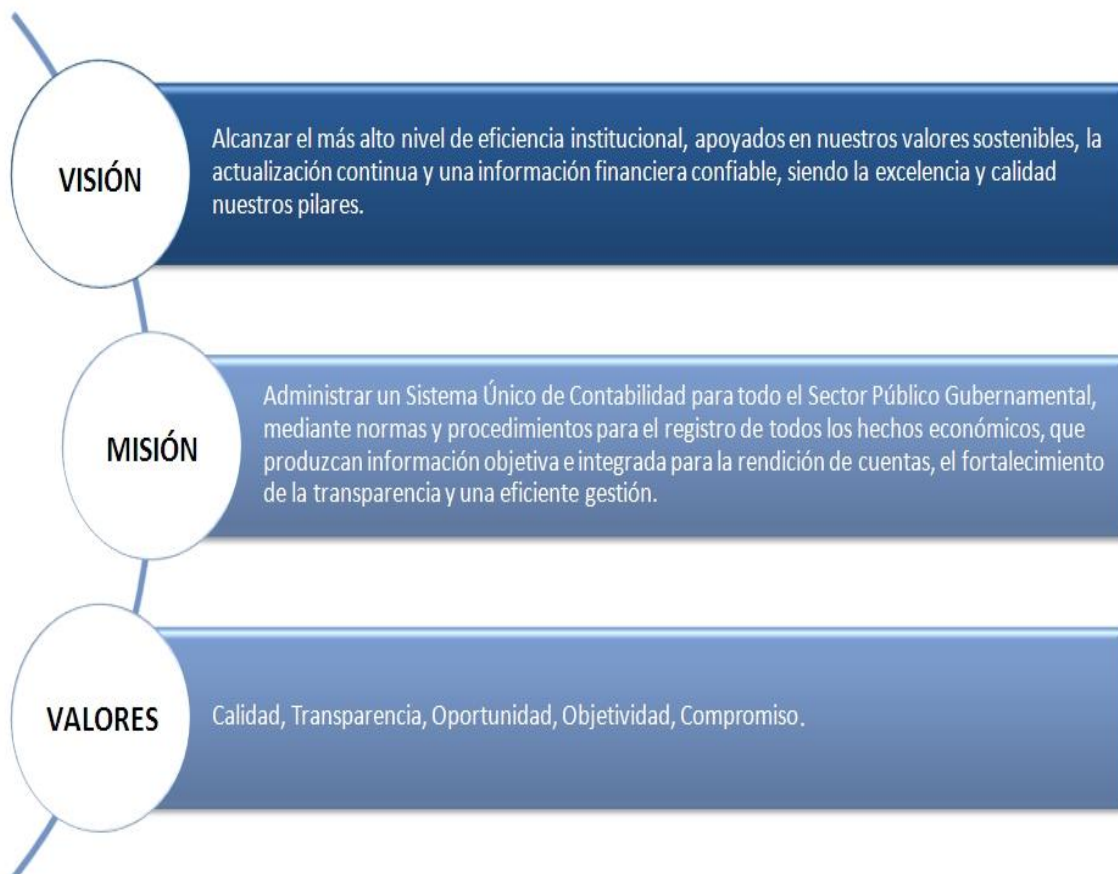 VISIÓN
Alcanzar el más alto nivel de eficiencia institucional, apoyados en nuestros valores sostenibles, la
actualización continua y una información financiera confiable, siendo la excelencia y calidad
nuestros pilares.
MISIÓN
Administrar un Sistema Único de Contabilidad para todo el Sector Público Gubernamental,
mediante normas y procedimientos para el registro de todos los hechos económicos, que
produzcan información objetiva e integrada para la rendición de cuentas, el fortalecimiento
de la transparencia y una eficiente gestión.
VALORES
Calidad, Transparencia, Oportunidad, Objetividad, Compromiso.